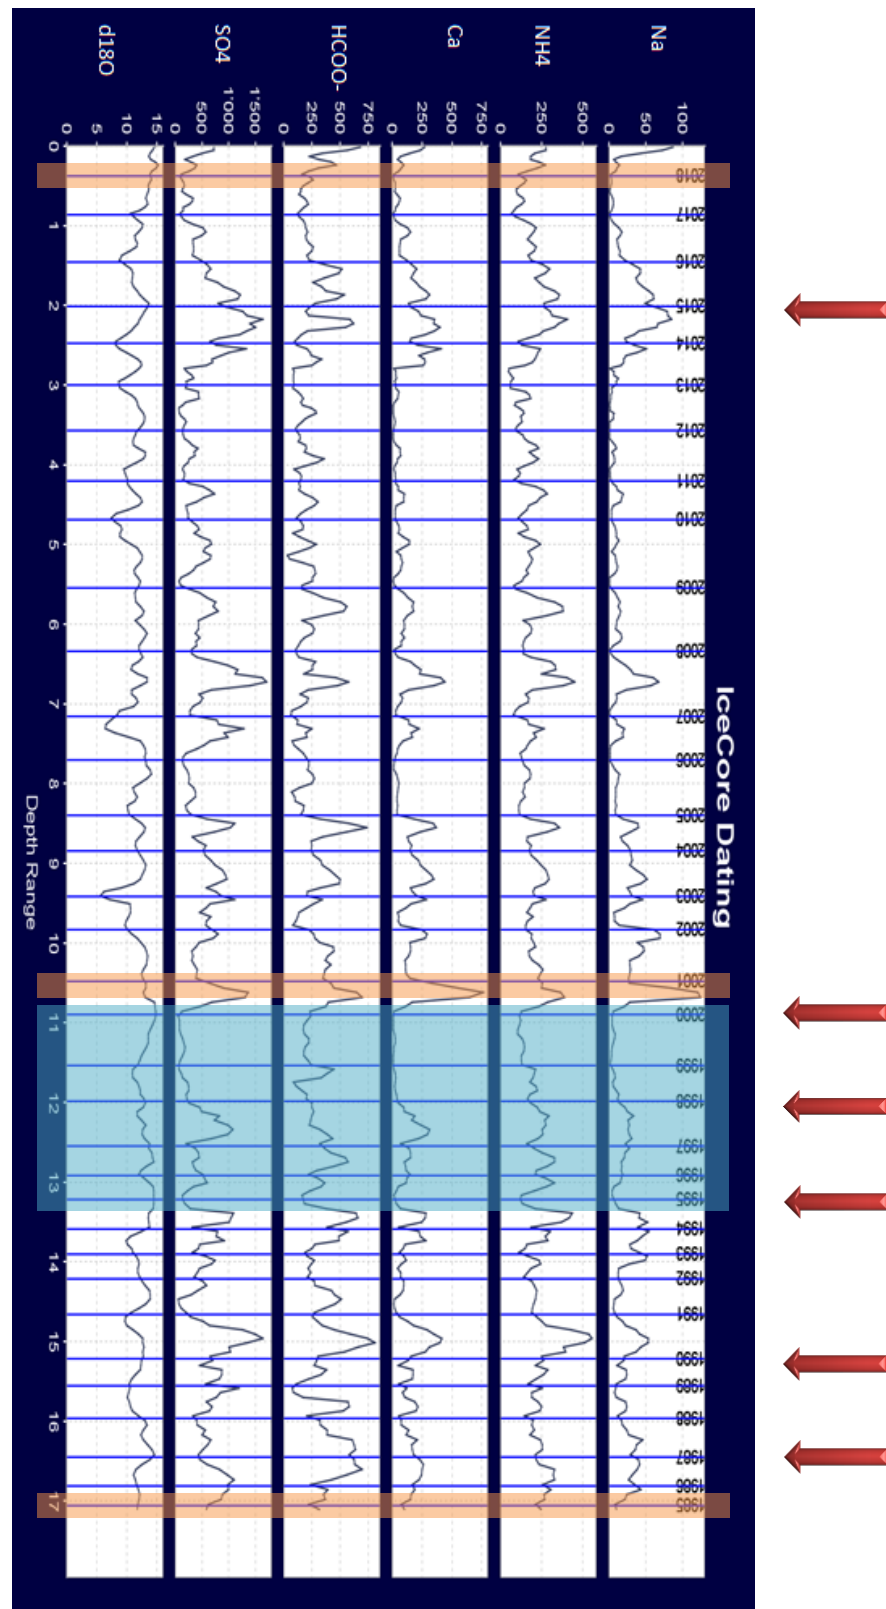 IceCore Dating
2018 2017 2016 2015 2014 2013 2012 2011 2010 2009 2008 2007 2006 2005 2004 2003 2002 2001 2000 1999 1998 1997 1996 1995 1994 1993 1992 1991 1990 1989 1988 1987 1986 1985
Na
100
50
0
NH4
500
250
0
Ca
750
500
250
0
HCOO-
750
500
250
0
SO4
1'500
1'000
500
0
d18O
15
10
5
0
0 1 2 3 4 5 6 7 8 9 10 11 12 13 14 15 16 17
Depth Range